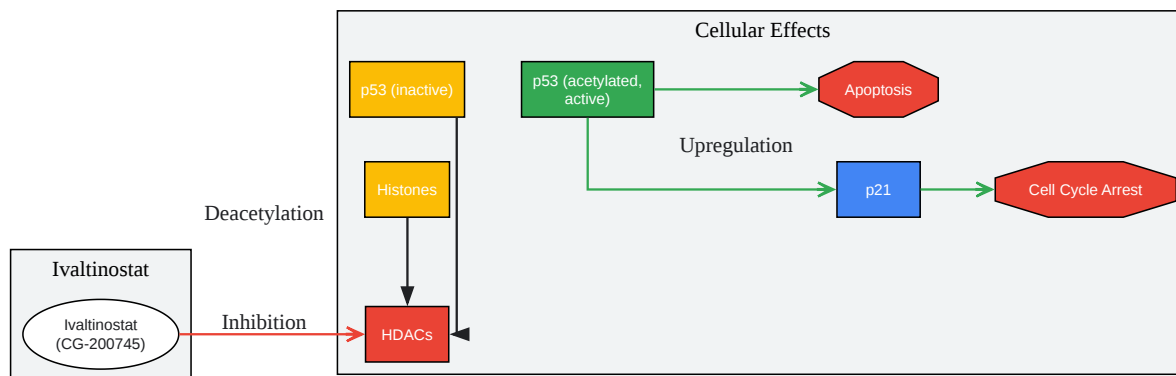 Cellular Effects
p53 (inactive)
p53 (acetylated,
active)
Apoptosis
Upregulation
Histones
p21
Cell Cycle Arrest
Deacetylation
Ivaltinostat
Ivaltinostat
(CG-200745)
Inhibition
HDACs